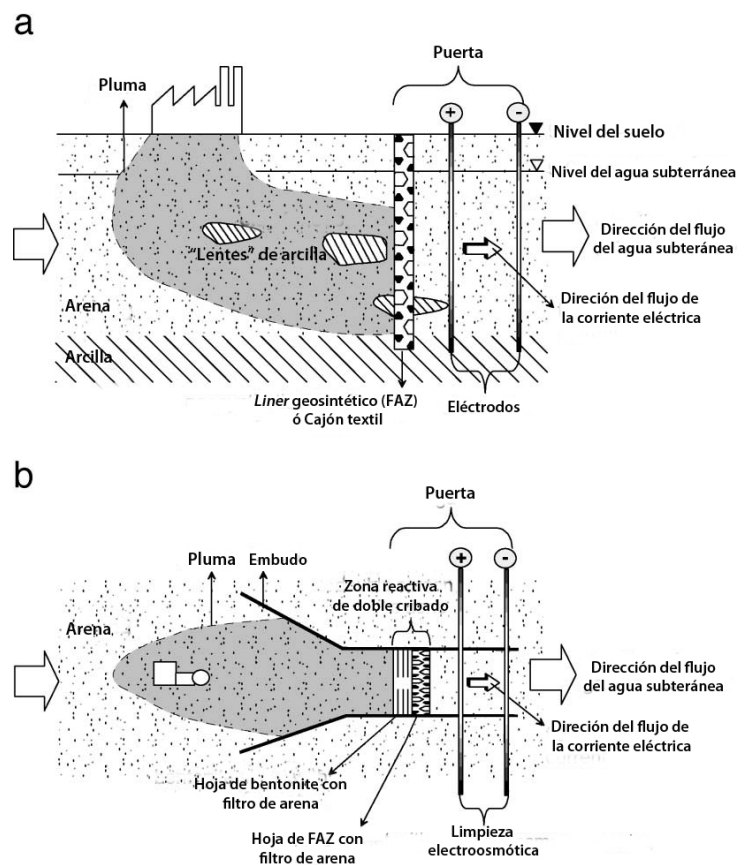 a
Puerta
Pluma
+
-
Nivel del suelo
Nivel del agua subterránea
Dirección del flujo
del agua subteránea
"Lentes" de arcilla
Arena
Direción del flujo de
la corriente eléctrica
Arcilla
Liner geosintético (FAZ)
ó Cajón textil
Eléctrodos
b
Puerta
+
-
Pluma
Embudo
Zona reactiva
de doble cribado
Arena
Dirección del flujo
del agua subteránea
Direción del flujo de
la corriente eléctrica
Hoja de bentonite con
filtro de arena
Hoja de FAZ con
filtro de arena
Limpieza
electroosmótica